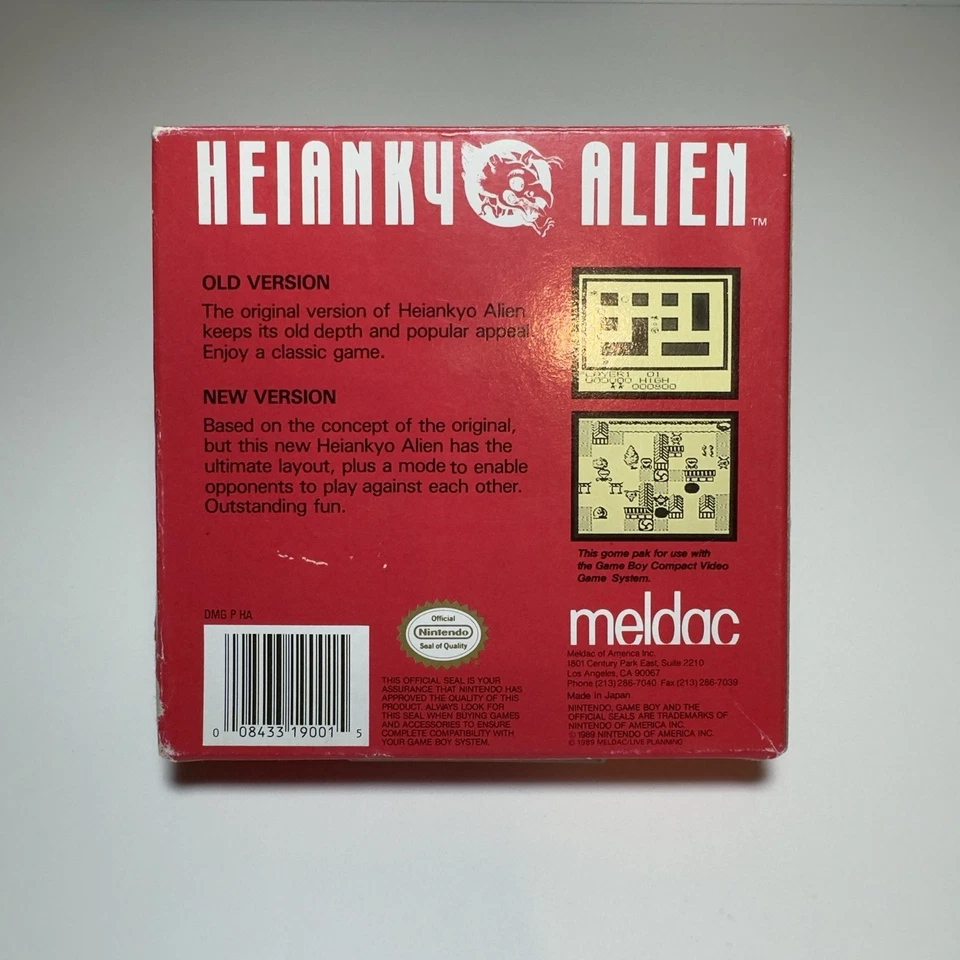 HEIANKYO ALIEN TM
OLD VERSION
The original version of Heiankyo Alien
keeps its old depth and popular appeal
Enjoy a classic game.
NEW VERSION
Based on the concept of the original,
but this new Heiankyo Alien has the
ultimate layout, plus a mode to enable
opponents to play against each other.
Outstanding fun.
01
HIGH
000800
This game pak for use with
the Game Boy Compact Video
Game System.
DMG P HA
0 08433 19001 5
Official
Nintendo
Seal of Quality
THIS OFFICIAL SEAL IS YOUR
ASSURANCE THAT NINTENDO HAS
APPROVED THE QUALITY OF THIS
PRODUCT. ALWAYS LOOK FOR
THIS SEAL WHEN BUYING GAMES
AND ACCESSORIES TO ENSURE
COMPLETE COMPATIBILITY WITH
YOUR GAME BOY SYSTEM.
meldac
Meldac of America Inc.
1801 Century Park East, Suite 2210
Los Angeles, CA 90067
Phone (213) 286-7040 Fax (213) 286-7039
Made in Japan
NINTENDO, GAME BOY AND THE
OFFICIAL SEALS ARE TRADEMARKS OF
NINTENDO OF AMERICA INC.
© 1989 NINTENDO OF AMERICA INC.
© 1989 MELDAC/LIVE PLANNING